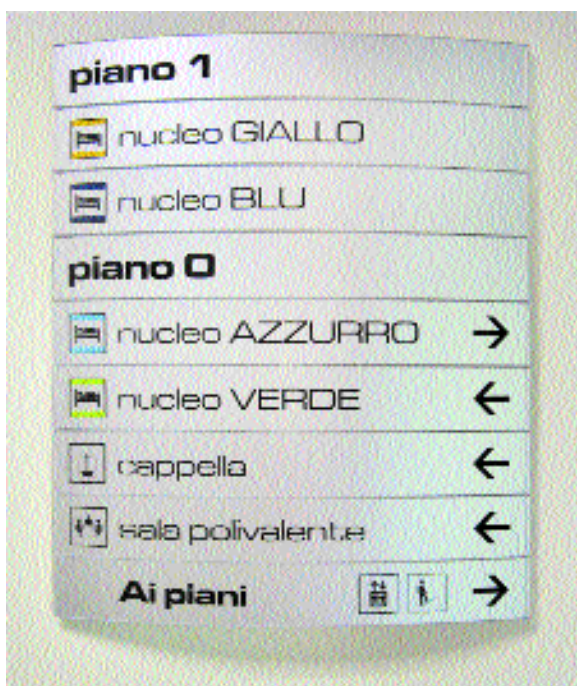 piano 1
nucleo GIALLO
nucleo BLU
piano 0
nucleo AZZURRO →
nucleo VERDE ←
cappella ←
sala polivalente ←
Ai piani →